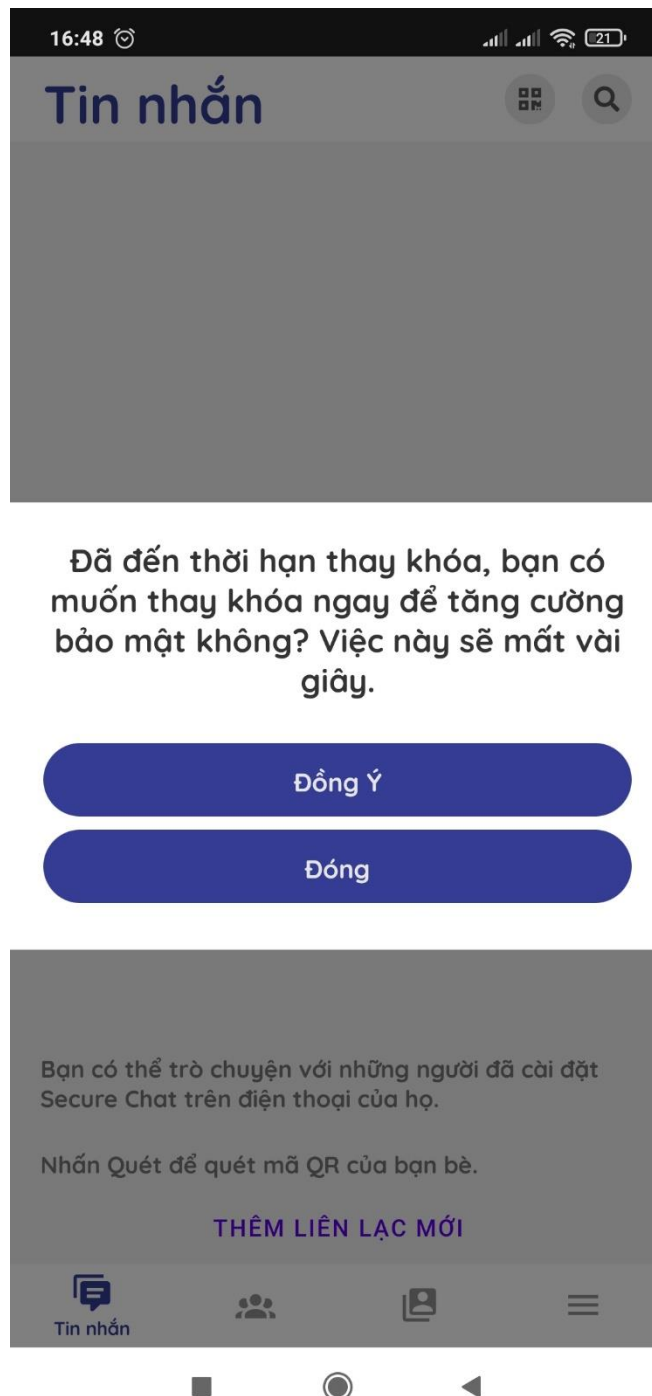 16:48
21
Tin nhắn
Đã đến thời hạn thay khóa, bạn có
muốn thay khóa ngay để tăng cường
bảo mật không? Việc này sẽ mất vài
giây.
Đồng Ý
Đóng
Bạn có thể trò chuyện với những người đã cài đặt
Secure Chat trên điện thoại của họ.
Nhấn Quét để quét mã QR của bạn bè.
THÊM LIÊN LẠC MỚI
Tin nhắn